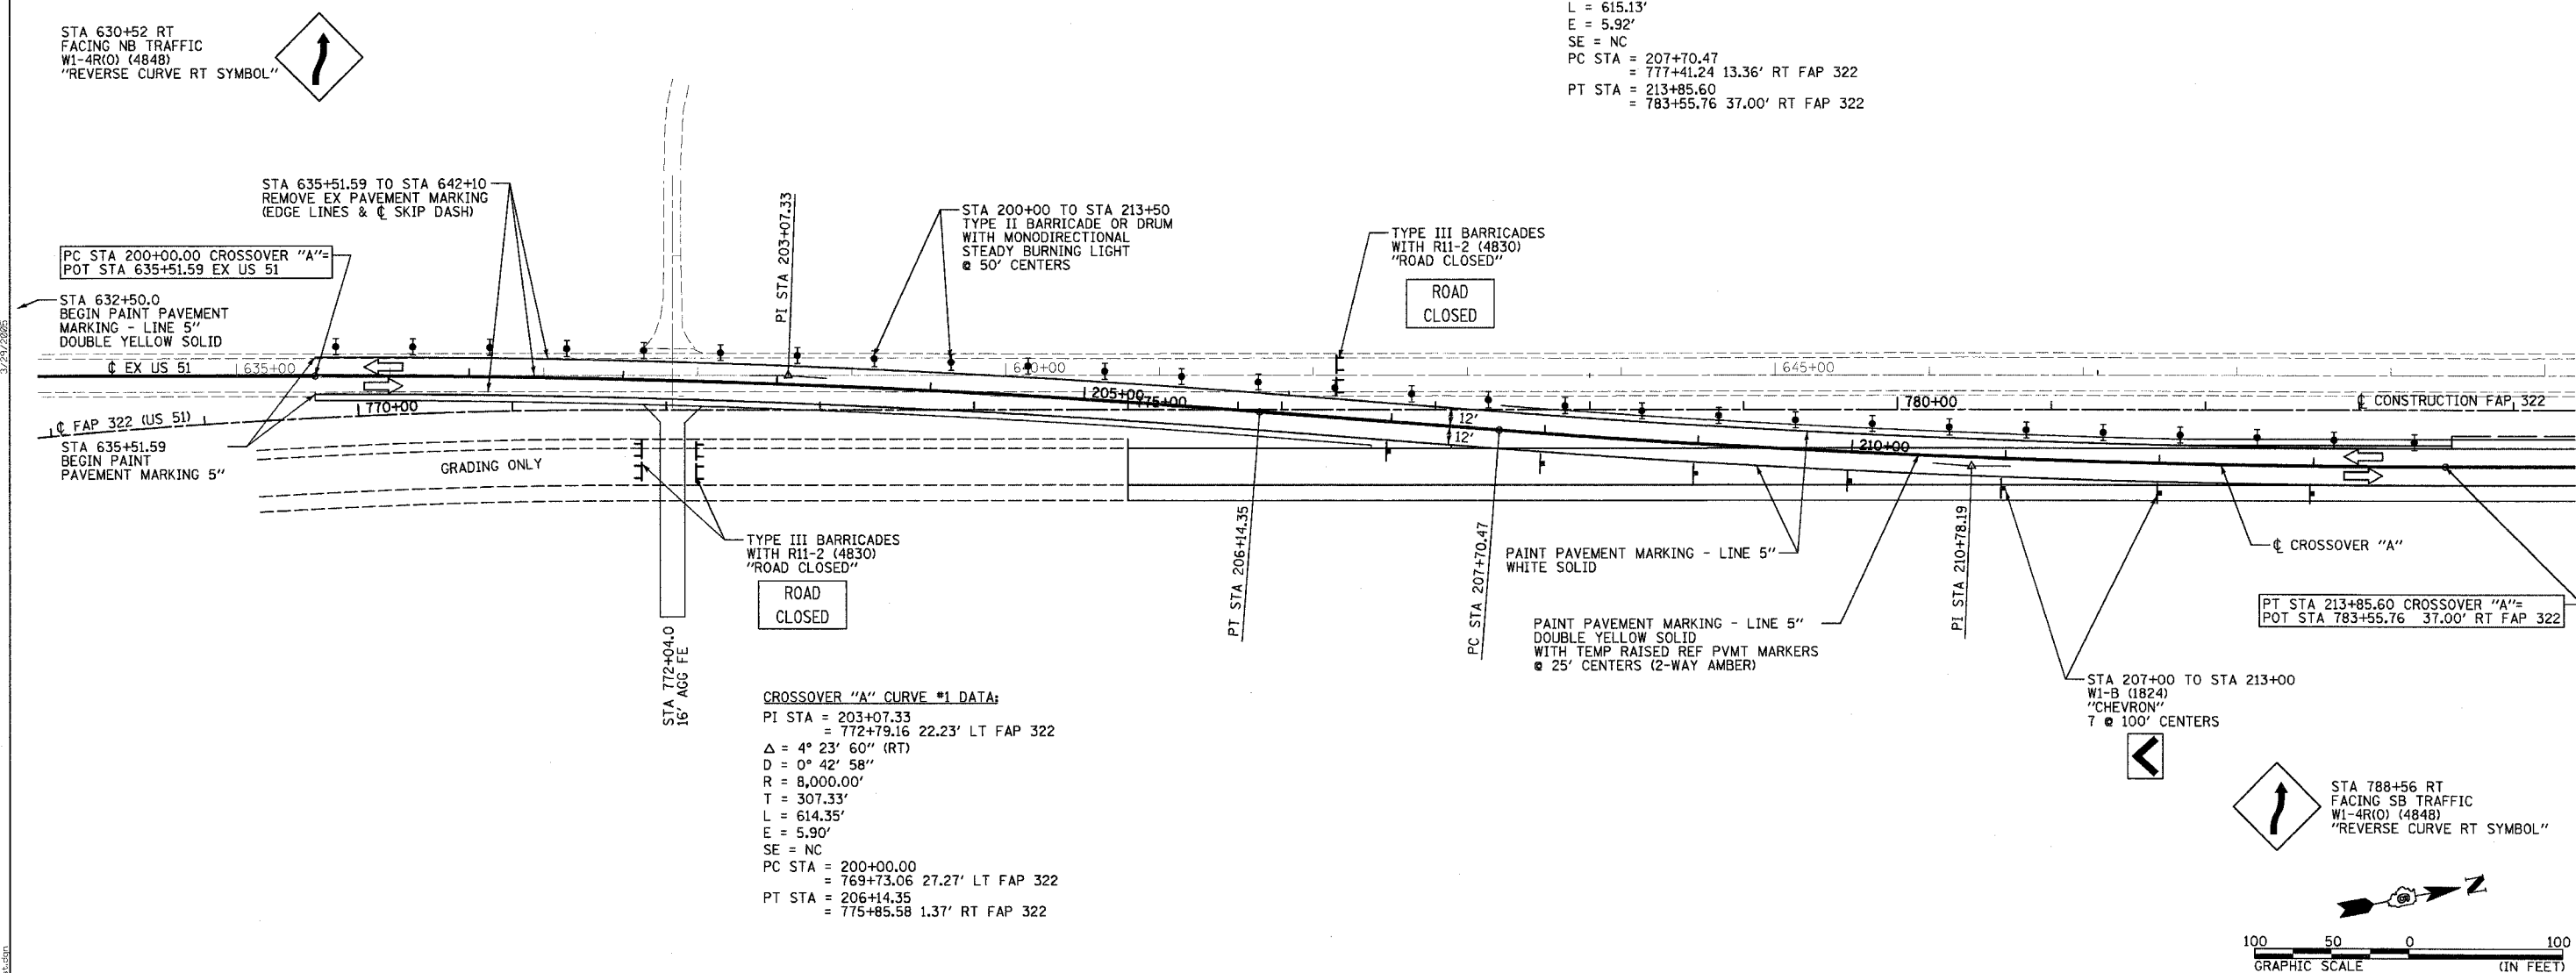 L = 615.13'
E = 5.92'
SE = NC
PC STA = 207+70.47
= 777+41.24 13.36' RT FAP 322
PT STA = 213+85.60
= 783+55.76 37.00' RT FAP 322
STA 630+52 RT
FACING NB TRAFFIC
W1-4R(O) (4848)
"REVERSE CURVE RT SYMBOL"
STA 635+51.59 TO STA 642+10
REMOVE EX PAVEMENT MARKING
(EDGE LINES & ℄ SKIP DASH)
PC STA 200+00.00 CROSSOVER "A"=
POT STA 635+51.59 EX US 51
STA 632+50.0
BEGIN PAINT PAVEMENT
MARKING - LINE 5"
DOUBLE YELLOW SOLID
PI STA 203+07.33
STA 200+00 TO STA 213+50
TYPE II BARRICADE OR DRUM
WITH MONODIRECTIONAL
STEADY BURNING LIGHT
@ 50' CENTERS
TYPE III BARRICADES
WITH R11-2 (4830)
"ROAD CLOSED"
ROAD
CLOSED
3/29/2005
℄ EX US 51
635+00
640+00
645+00
770+00
205+00
775+00
780+00
℄ CONSTRUCTION FAP 322
℄ FAP 322 (US 51)
12'
12'
210+00
STA 635+51.59
BEGIN PAINT
PAVEMENT MARKING 5"
GRADING ONLY
TYPE III BARRICADES
WITH R11-2 (4830)
"ROAD CLOSED"
ROAD
CLOSED
STA 772+04.0
16' AGG FE
PT STA 206+14.35
PC STA 207+70.47
PAINT PAVEMENT MARKING - LINE 5"
WHITE SOLID
PI STA 210+78.19
℄ CROSSOVER "A"
PAINT PAVEMENT MARKING - LINE 5"
DOUBLE YELLOW SOLID
WITH TEMP RAISED REF PVMT MARKERS
@ 25' CENTERS (2-WAY AMBER)
PT STA 213+85.60 CROSSOVER "A"=
POT STA 783+55.76 37.00' RT FAP 322
STA 207+00 TO STA 213+00
W1-B (1824)
"CHEVRON"
7 @ 100' CENTERS
CROSSOVER "A" CURVE #1 DATA:
PI STA = 203+07.33
= 772+79.16 22.23' LT FAP 322
Δ = 4° 23' 60" (RT)
D = 0° 42' 58"
R = 8,000.00'
T = 307.33'
L = 614.35'
E = 5.90'
SE = NC
PC STA = 200+00.00
= 769+73.06 27.27' LT FAP 322
PT STA = 206+14.35
= 775+85.58 1.37' RT FAP 322
STA 788+56 RT
FACING SB TRAFFIC
W1-4R(O) (4848)
"REVERSE CURVE RT SYMBOL"
N
100 50 0 100
GRAPHIC SCALE (IN FEET)